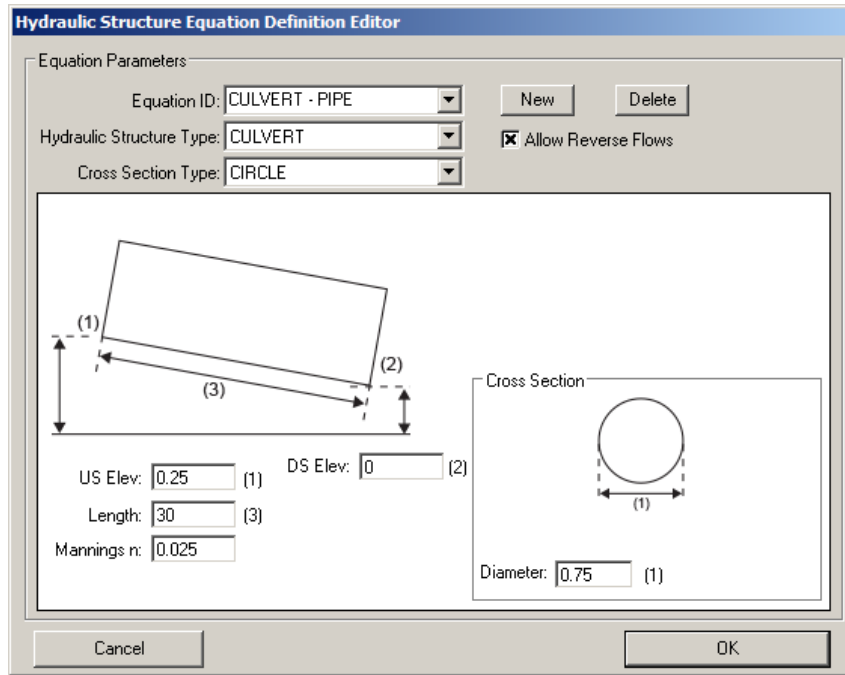 Hydraulic Structure Equation Definition Editor
Equation Parameters
Equation ID: CULVERT - PIPE New Delete
Hydraulic Structure Type: CULVERT Allow Reverse Flows
Cross Section Type: CIRCLE
(1)
(2)
(3)
Cross Section
(1)
US Elev: 0.25 (1) DS Elev: 0 (2)
Length: 30 (3)
Mannings n: 0.025
Diameter: 0.75 (1)
Cancel OK